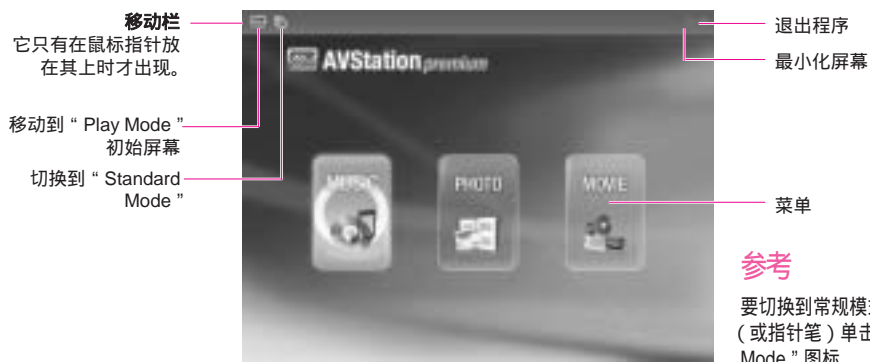 移动栏
它只有在鼠标指针放
在其上时才出现。
移动到“ Play Mode ”
初始屏幕
切换到“ Standard
Mode ”
AVStation premium
MUSIC
PHOTO
MOVIE
退出程序
最小化屏幕
菜单
参考
要切换到常规模
（或指针笔）单击
Mode ”图标